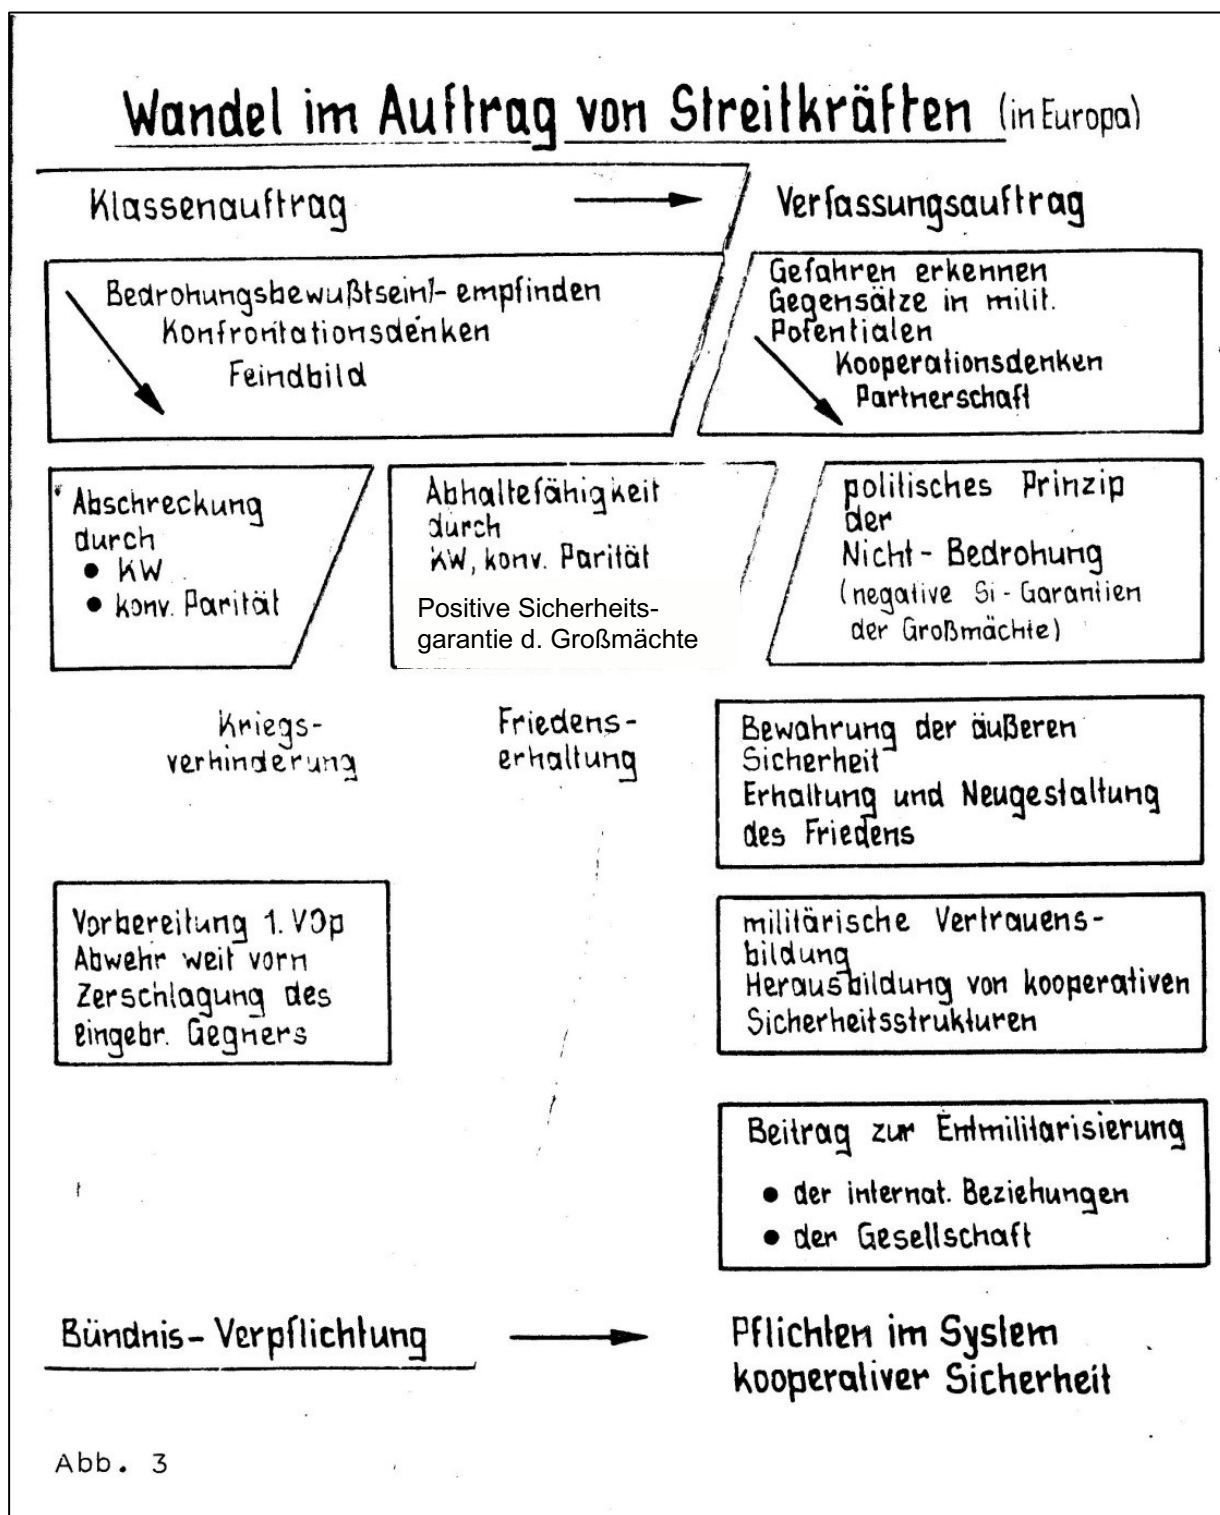 Wandel im Auftrag von Streitkräften (in Europa)
Klassenauftrag
Verfassungsauftrag
Bedrohungsbewußtsein/-empfinden
Konfrontationsdenken
Feindbild
Gefahren erkennen
Gegensätze in milit.
Potentialen
Kooperationsdenken
Partnerschaft
Abschreckung
durch
• KW
• konv. Parität
Abhaltefähigkeit
durch
KW, konv. Parität
Positive Sicherheits-
garantie d. Großmächte
politisches Prinzip
der
Nicht-Bedrohung
(negative Si-Garantien
der Großmächte)
Kriegs-
verhinderung
Friedens-
erhaltung
Bewahrung der äußeren
Sicherheit
Erhaltung und Neugestaltung
des Friedens
Vorbereitung 1. VOp
Abwehr weit vorn
Zerschlagung des
eingebr. Gegners
militärische Vertrauens-
bildung
Herausbildung von kooperativen
Sicherheitsstrukturen
Beitrag zur Entmilitarisierung
• der internat. Beziehungen
• der Gesellschaft
Bündnis-Verpflichtung
Pflichten im System
kooperativer Sicherheit
Abb. 3